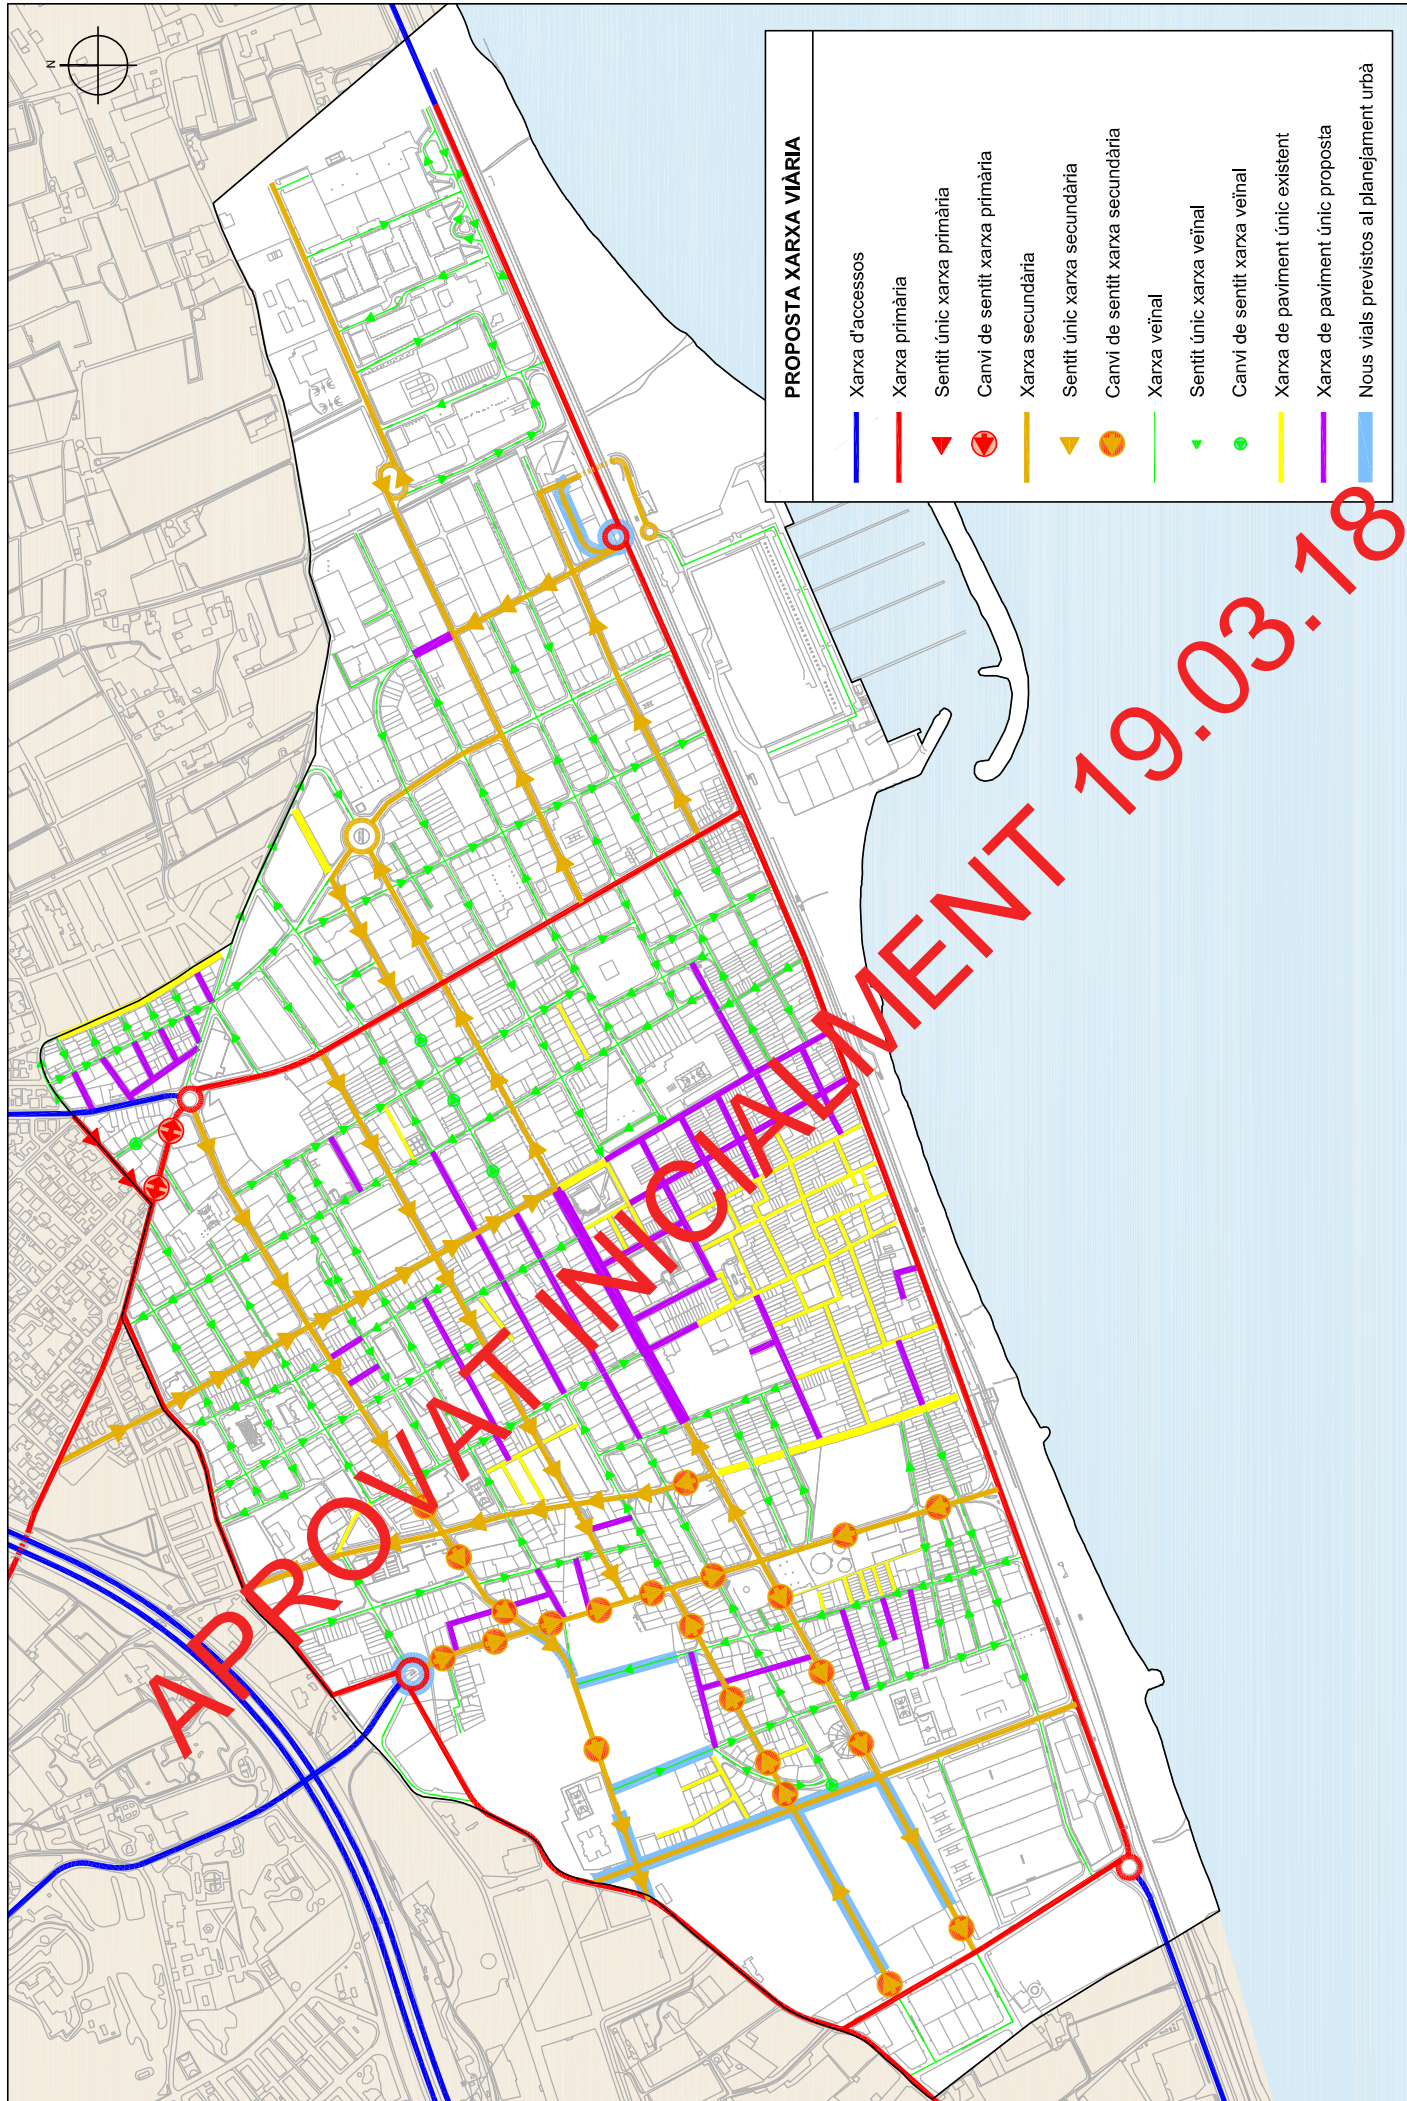 N
PROPOSTA XARXA VIÀRIA
Xarxa d'accessos
Xarxa primària
Sentit únic xarxa primària
Canvi de sentit xarxa primària
Xarxa secundària
Sentit únic xarxa secundària
Canvi de sentit xarxa secundària
Xarxa veïnal
Sentit únic xarxa veïnal
Canvi de sentit xarxa veïnal
Xarxa de paviment únic existent
Xarxa de paviment únic proposta
Nous vials previstos al planejament urbà
APROVAT INICIALMENT 19.03.18